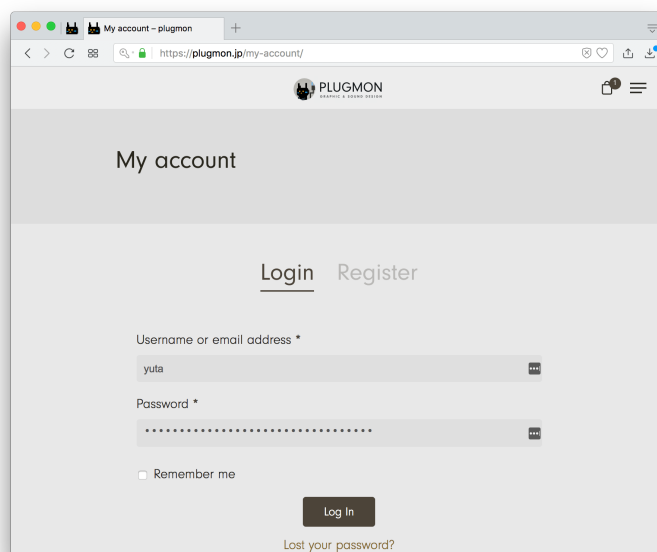 My account – plugmon
https://plugmon.jp/my-account/
PLUGMON
GRAPHIC & SOUND DESIGN
1
My account
Login Register
Username or email address *
yuta
Password *
Remember me
Log In
Lost your password?